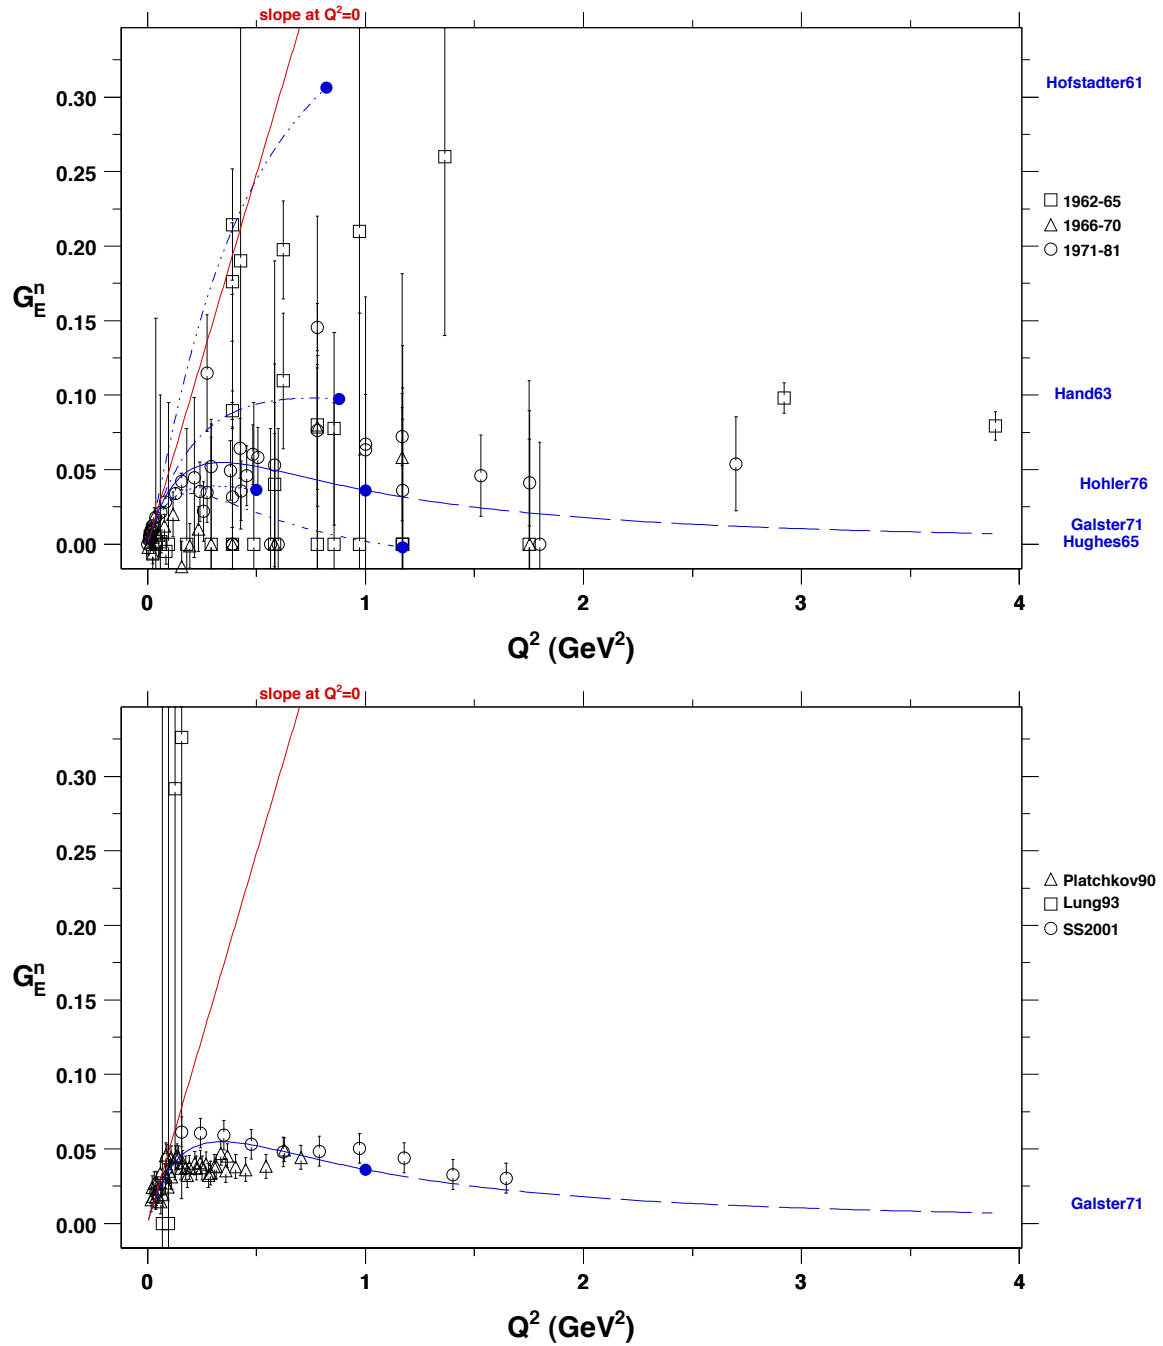 slope at Q²=0
0.30
0.25
0.20
0.15
0.10
0.05
0.00
G_E^n
0 1 2 3 4
Q² (GeV²)
Hofstadter61
□ 1962-65
△ 1966-70
○ 1971-81
Hand63
Hohler76
Galster71
Hughes65
slope at Q²=0
0.30
0.25
0.20
0.15
0.10
0.05
0.00
G_E^n
0 1 2 3 4
Q² (GeV²)
△ Platchkov90
□ Lung93
○ SS2001
Galster71